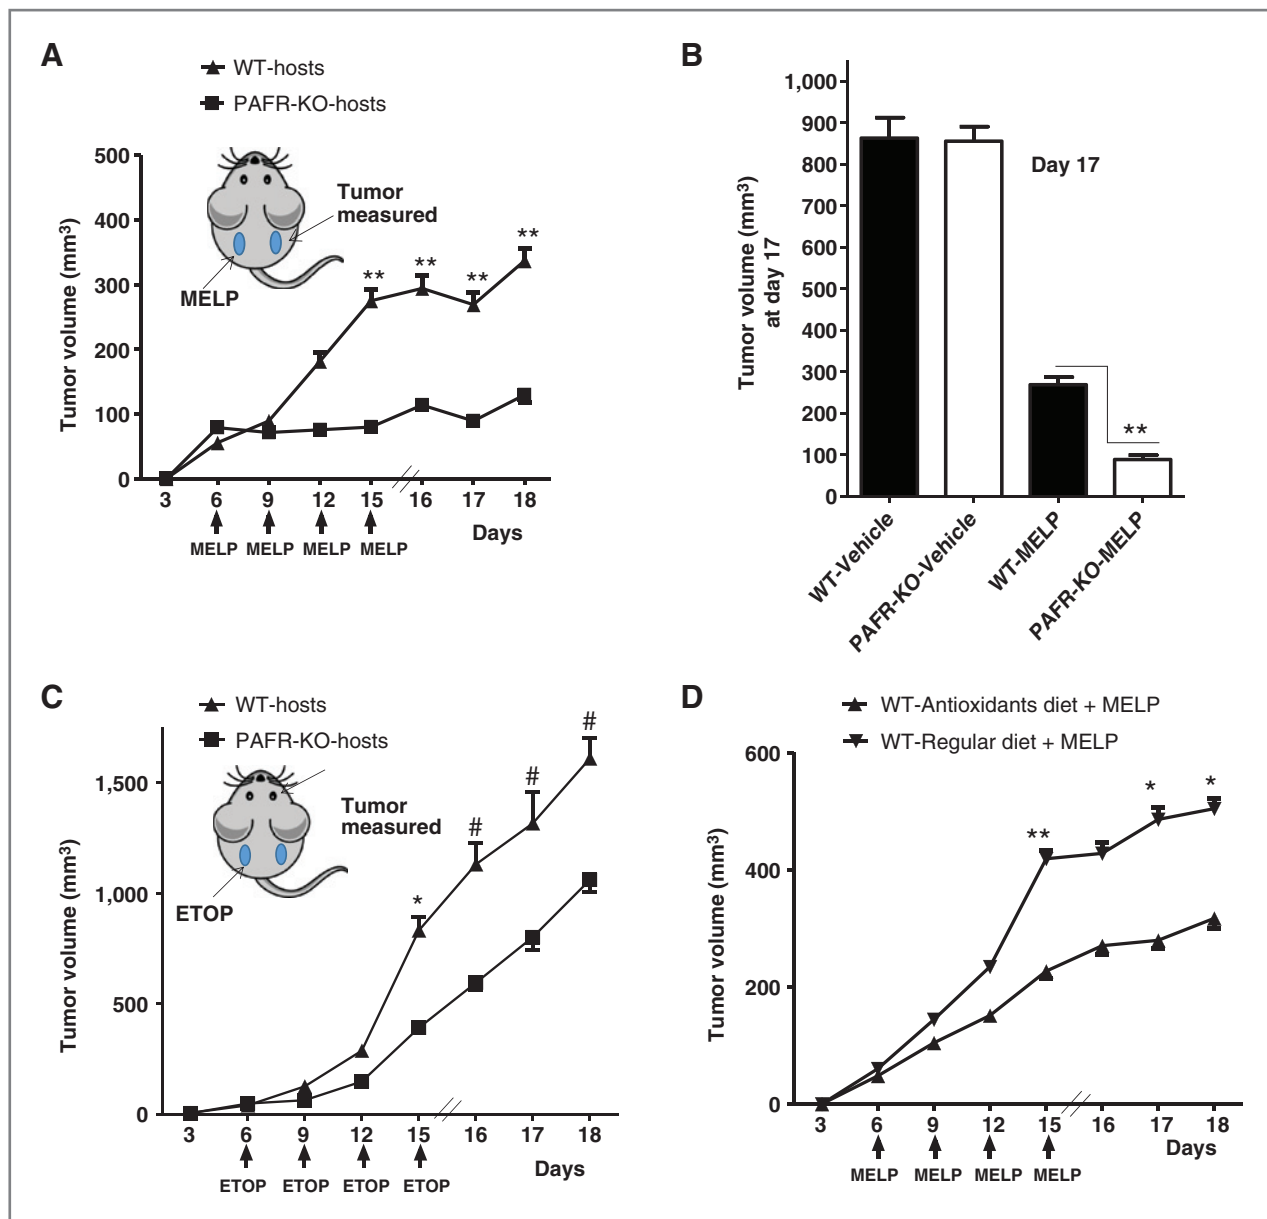 A
WT-hosts
PAFR-KO-hosts
Tumor volume (mm³)
500
400
300
200
100
0
Tumor
measured
MELP
**
**
**
**
3 6 9 12 15 16 17 18
MELP MELP MELP MELP
Days
B
Tumor volume (mm³)
at day 17
1,000
900
800
700
600
500
400
300
200
100
0
Day 17
**
WT-Vehicle
PAFR-KO-Vehicle
WT-MELP
PAFR-KO-MELP
C
WT-hosts
PAFR-KO-hosts
Tumor volume (mm³)
1,500
1,000
500
0
Tumor
measured
ETOP
*
#
#
#
3 6 9 12 15 16 17 18
ETOP ETOP ETOP ETOP
Days
D
WT-Antioxidants diet + MELP
WT-Regular diet + MELP
Tumor volume (mm³)
600
400
200
0
**
*
*
3 6 9 12 15 16 17 18
MELP MELP MELP MELP
Days